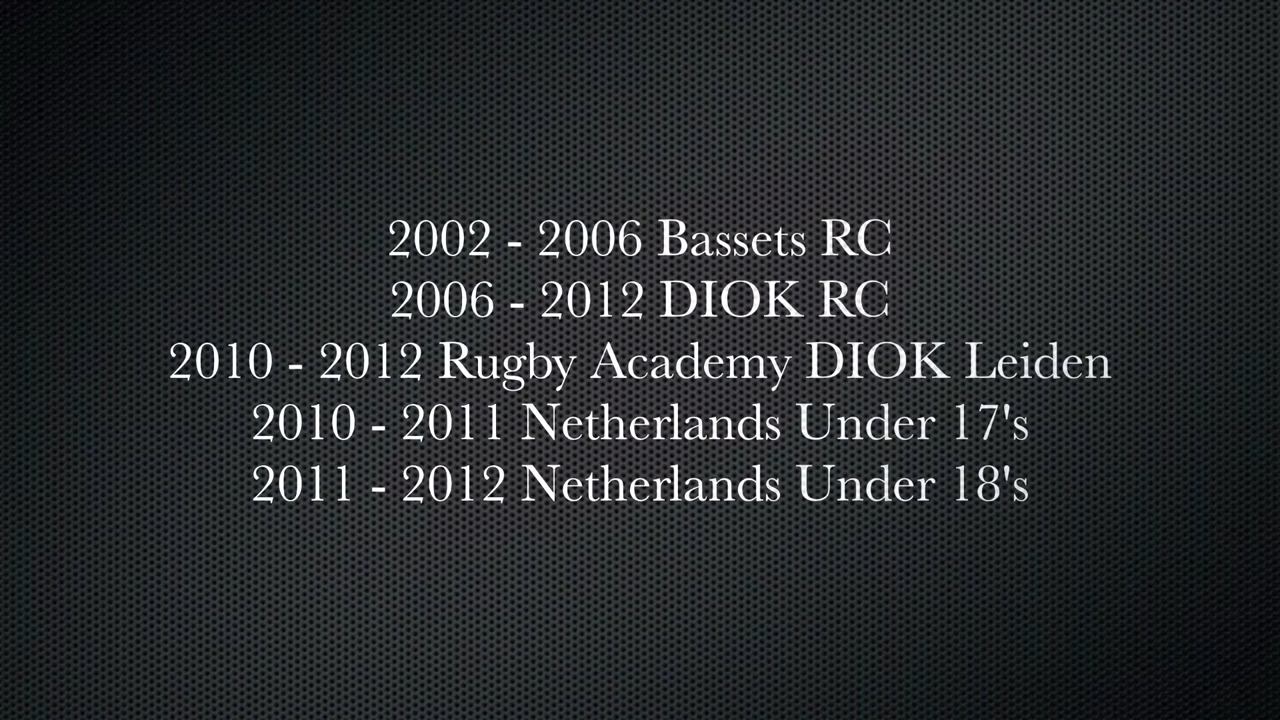 2002 - 2006 Bassets RC
2006 - 2012 DIOK RC
2010 - 2012 Rugby Academy DIOK Leiden
2010 - 2011 Netherlands Under 17's
2011 - 2012 Netherlands Under 18's